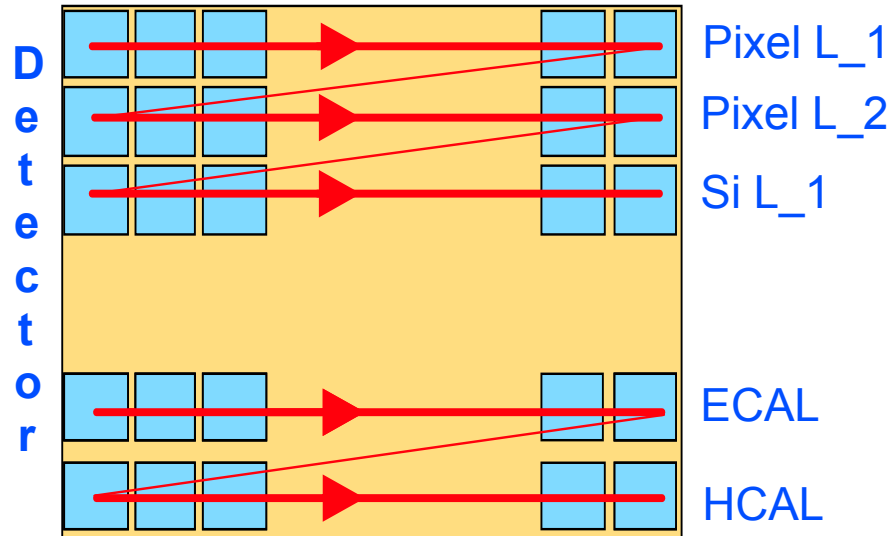 Detector
Pixel L_1
Pixel L_2
Si L_1
ECAL
HCAL